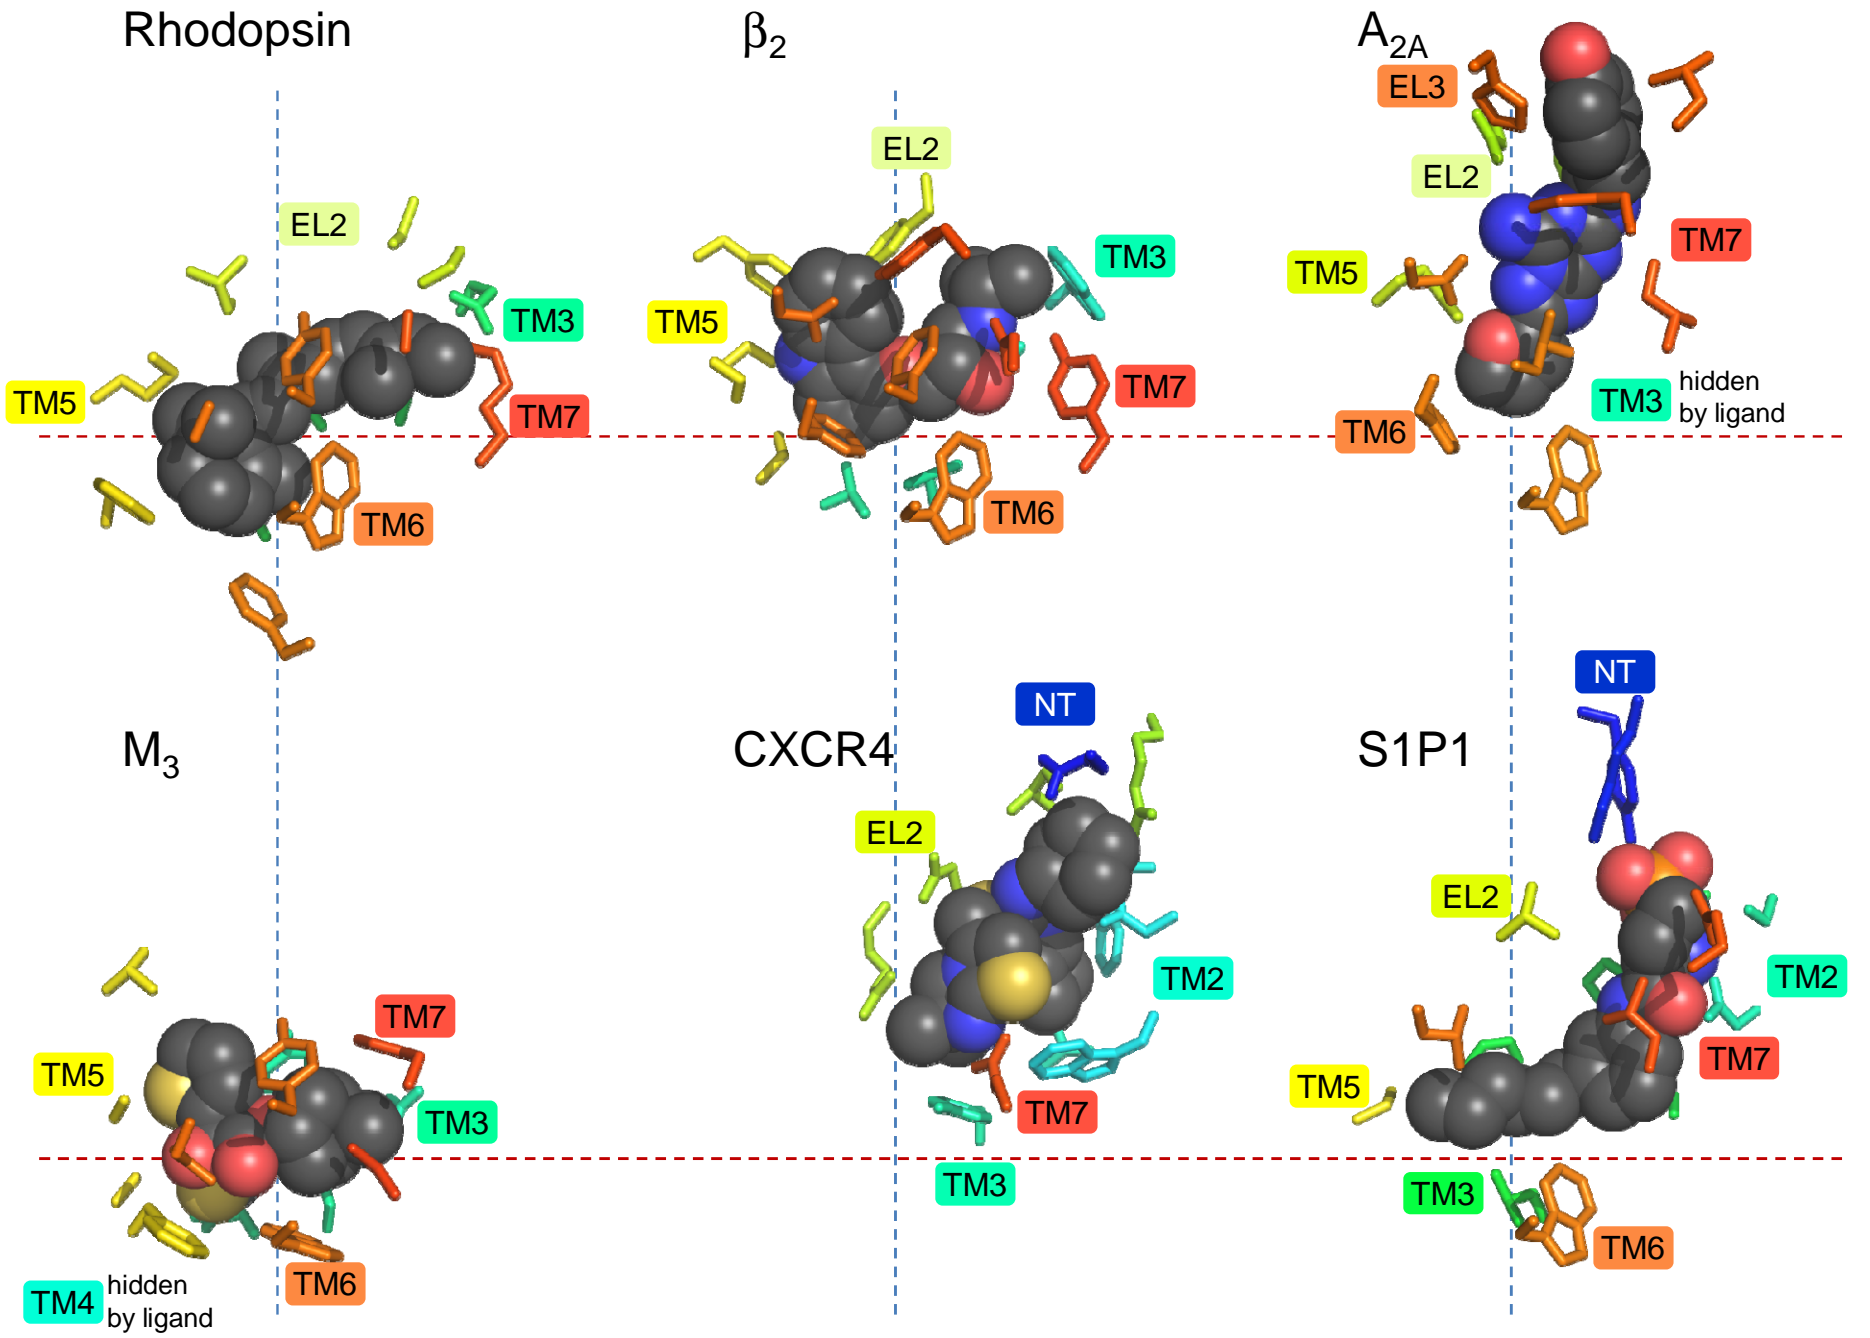 Rhodopsin
EL2
TM3
TM5
TM7
TM6
β2
EL2
TM3
TM5
TM7
TM6
A2A
EL3
EL2
TM7
TM5
TM3 hidden
by ligand
TM6
M3
TM7
TM5
TM3
TM6
TM4 hidden
by ligand
CXCR4
NT
EL2
TM2
TM7
TM3
S1P1
NT
EL2
TM2
TM7
TM5
TM3
TM6